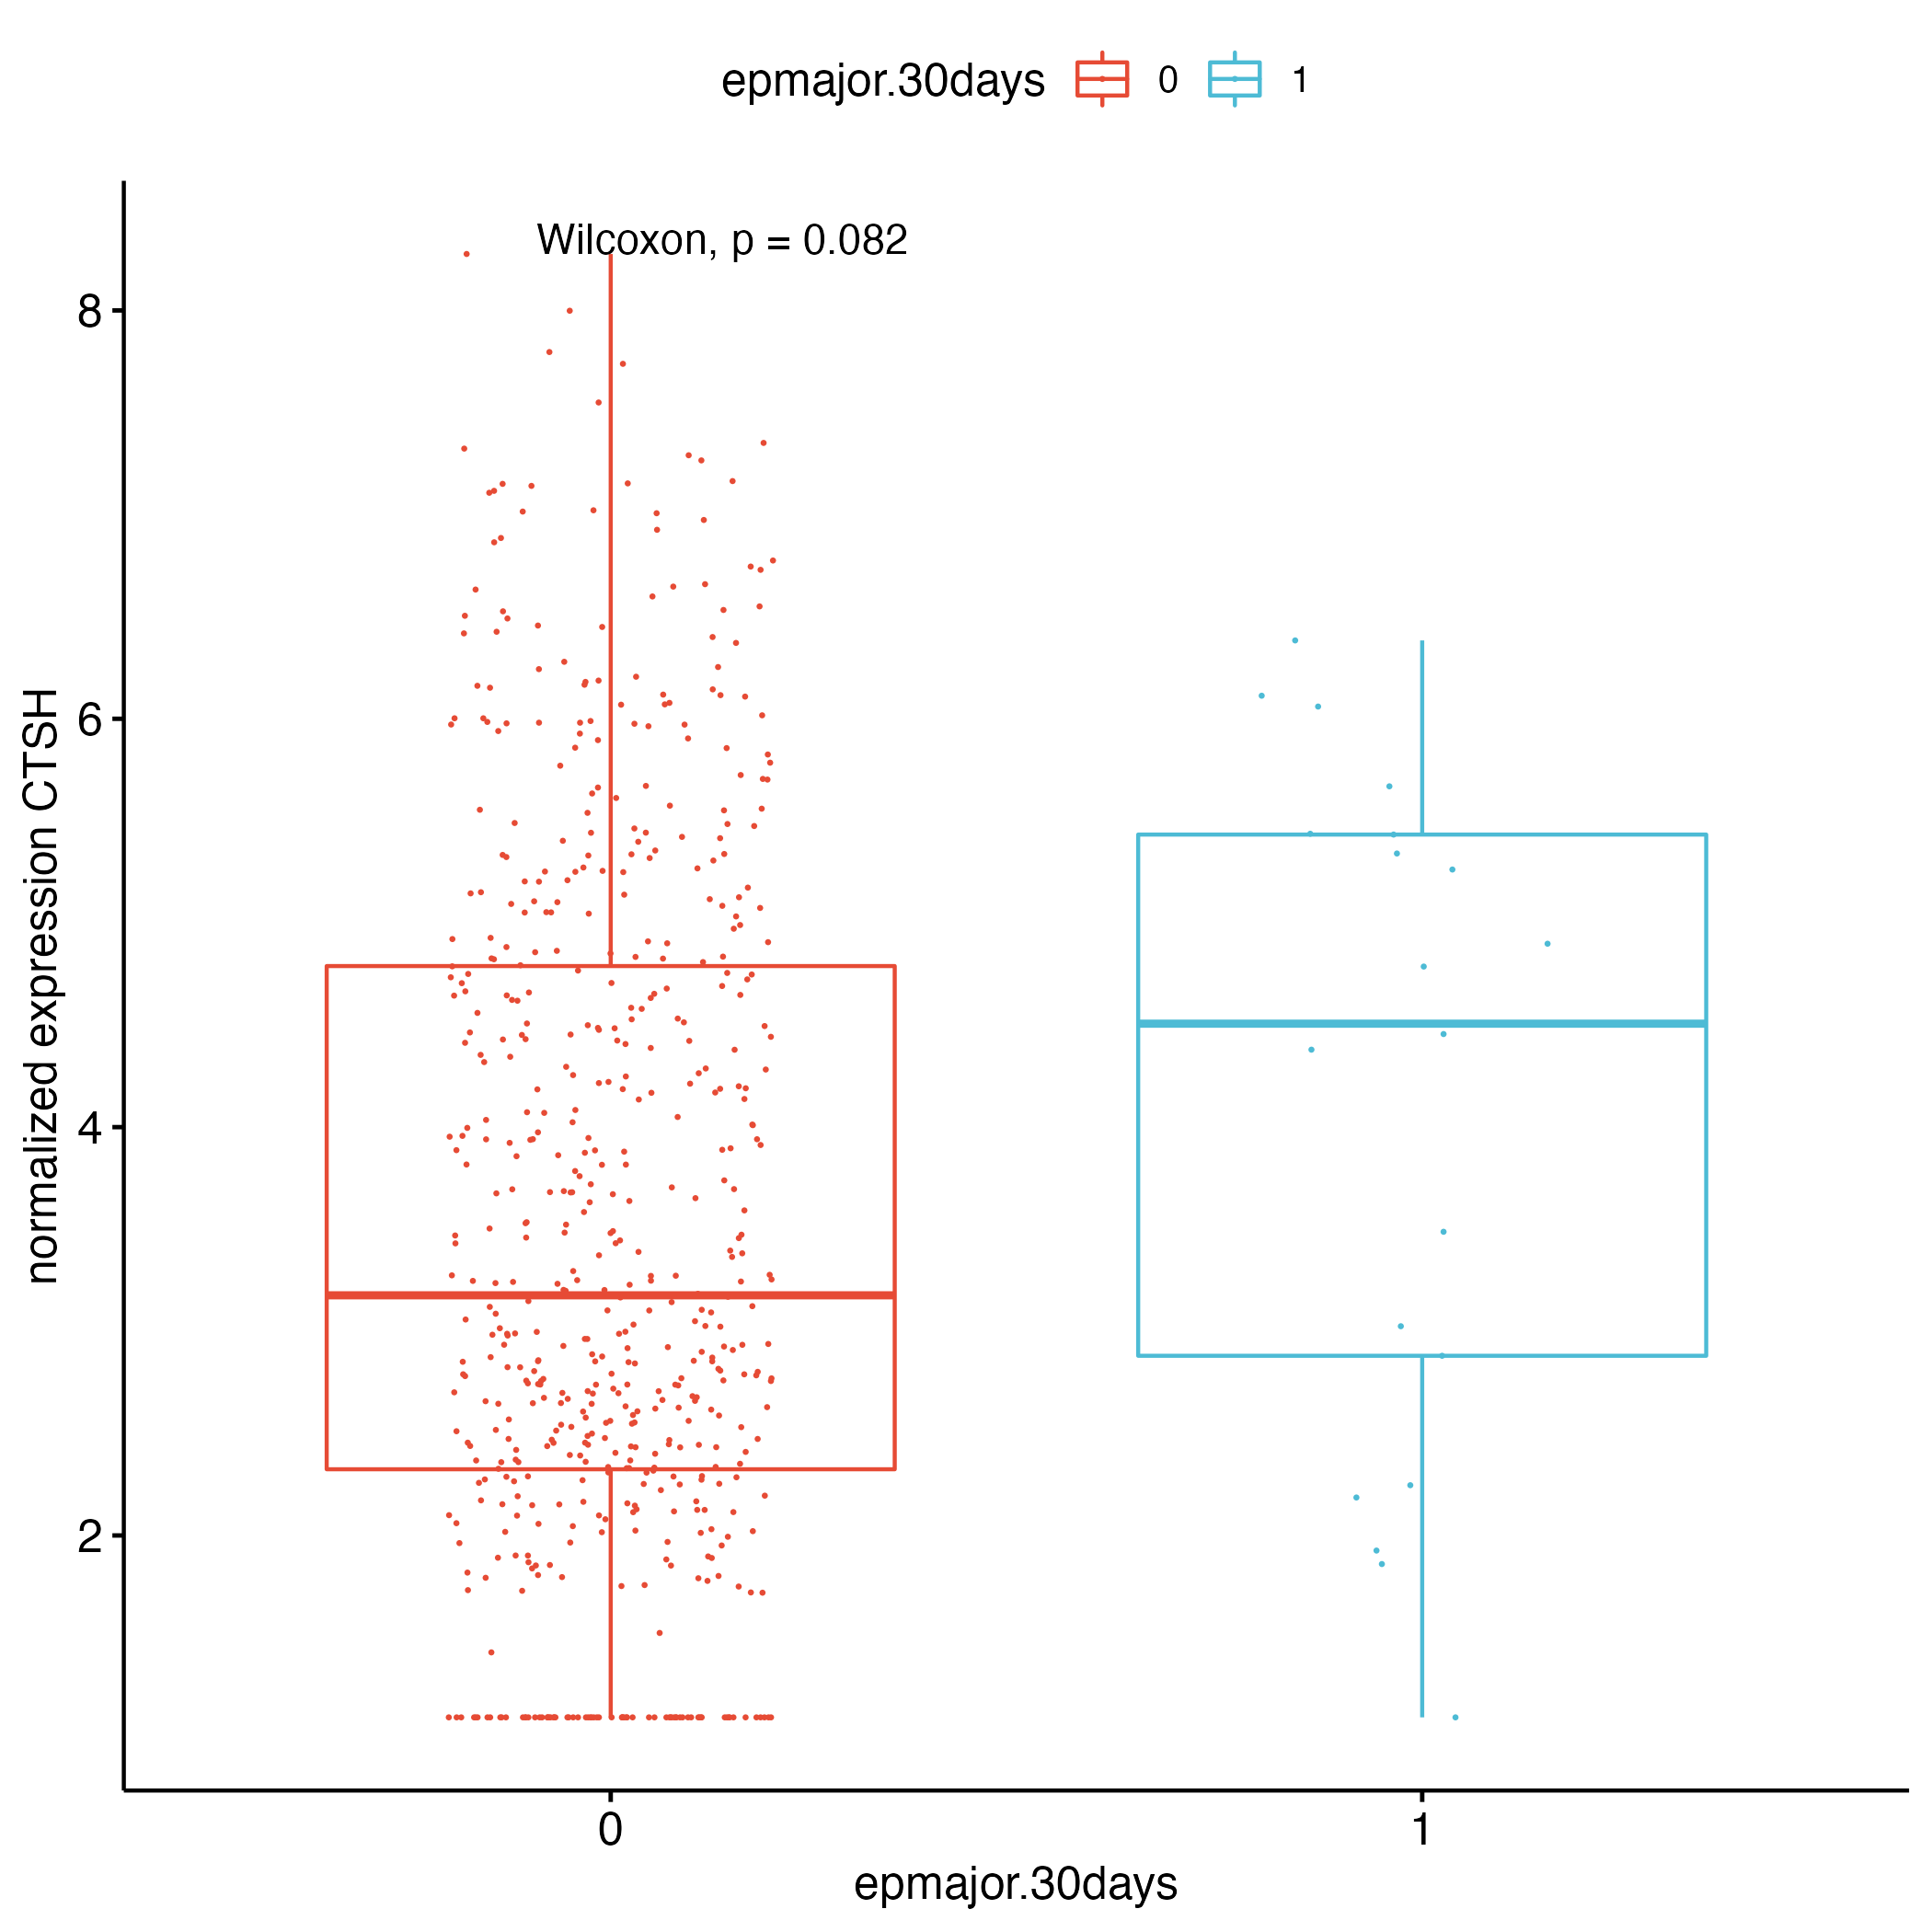 epmajor.30days 0 1
Wilcoxon, p = 0.082
normalized expression CTSH
8
6
4
2
0 1
epmajor.30days